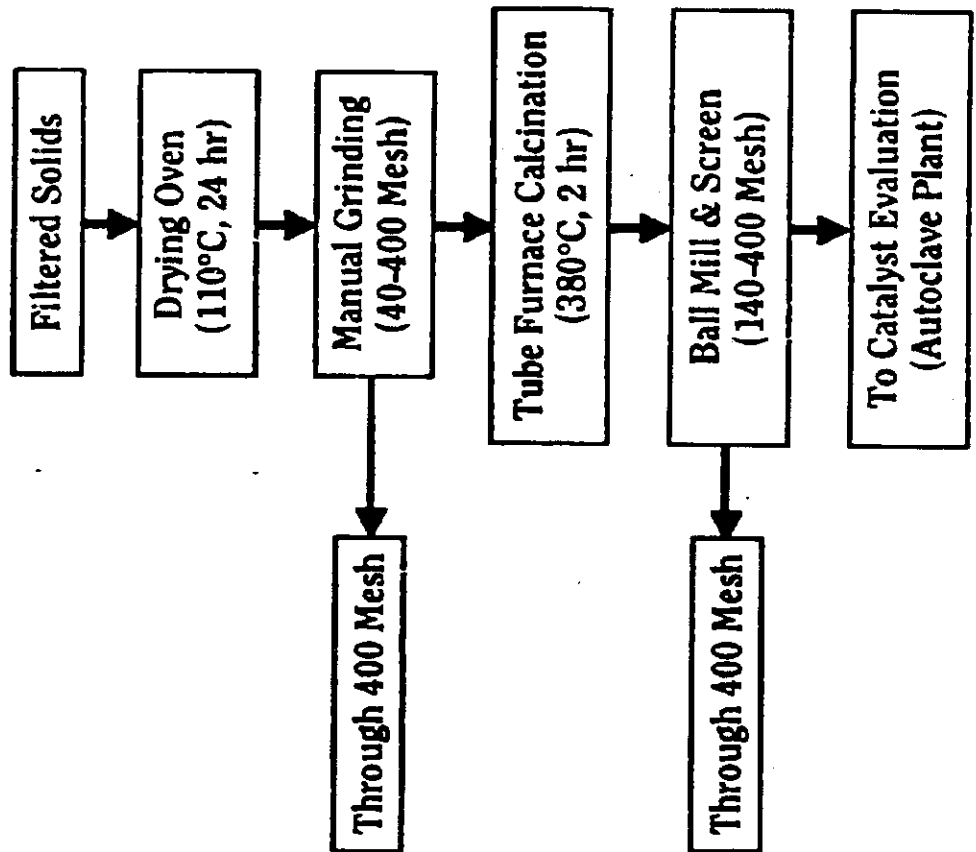 Filtered Solids
Drying Oven
(110°C, 24 hr)
Manual Grinding
(40-400 Mesh)
Through 400 Mesh
Tube Furnace Calcination
(380°C, 2 hr)
Ball Mill & Screen
(140-400 Mesh)
Through 400 Mesh
To Catalyst Evaluation
(Autoclave Plant)